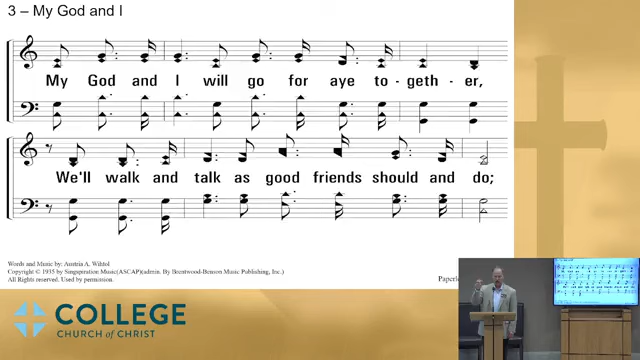 3 – My God and I
My God and I will go for aye to - geth - er,
We'll walk and talk as good friends should and do;
Words and Music by: Austris A. Wihtol
Copyright © 1935 by Singspiration Music(ASCAP)(admin. By Brentwood-Benson Music Publishing, Inc.)
All Rights reserved. Used by permission.
COLLEGE
CHURCH of CHRIST